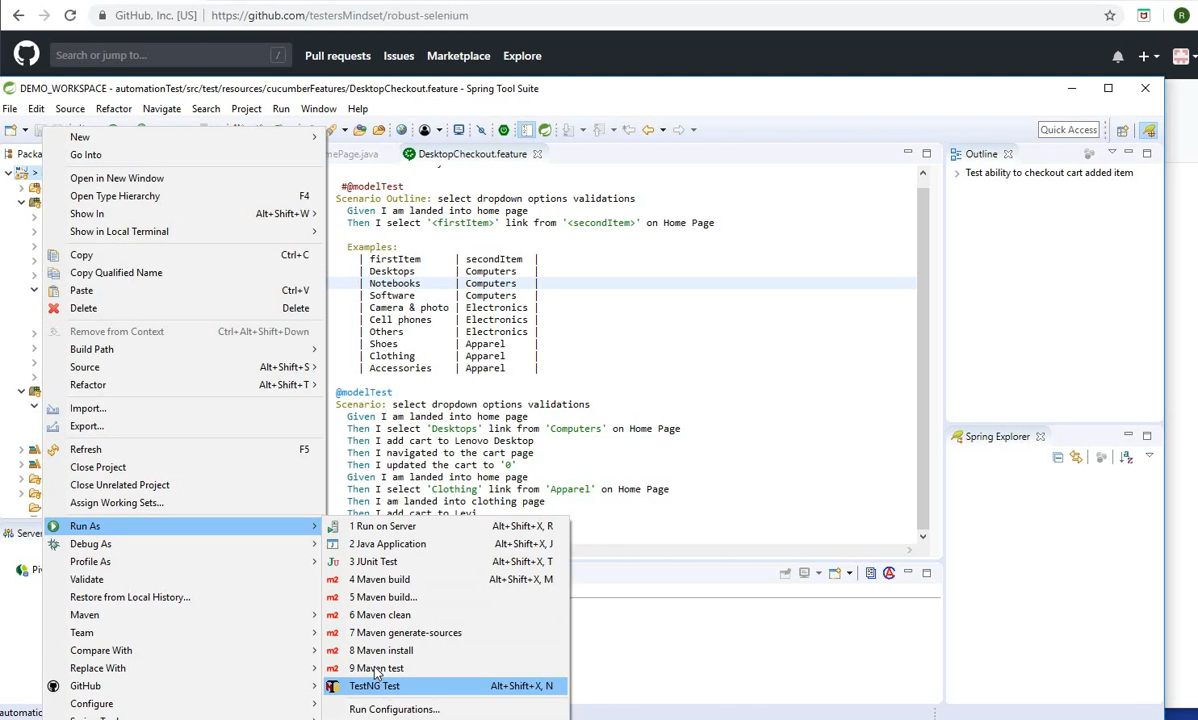 GitHub, Inc. [US] https://github.com/testersMindset/robust-selenium
R
Search or jump to... / Pull requests Issues Marketplace Explore
DEMO_WORKSPACE - automationTest/src/test/resources/cucumberFeatures/DesktopCheckout.feature - Spring Tool Suite
File Edit Source Refactor Navigate Search Project Run Window Help
Quick Access
Packa
mePage.java DesktopCheckout.feature
Outline
Test ability to checkout cart added item
New
Go Into
Open in New Window
Open Type Hierarchy F4
Show In Alt+Shift+W
Show in Local Terminal
Copy Ctrl+C
Copy Qualified Name
Paste Ctrl+V
Delete Delete
Remove from Context Ctrl+Alt+Shift+Down
Build Path
Source Alt+Shift+S
Refactor Alt+Shift+T
Import...
Export...
Refresh F5
Close Project
Close Unrelated Project
Assign Working Sets...
Run As
Debug As
Profile As
Validate
Restore from Local History...
Maven
Team
Compare With
Replace With
GitHub
Configure
#@modelTest
Scenario Outline: select dropdown options validations
Given I am landed into home page
Then I select '<firstItem>' link from '<secondItem>' on Home Page
Examples:
| firstItem | secondItem |
| Desktops | Computers |
| Notebooks | Computers |
| Software | Computers |
| Camera & photo | Electronics |
| Cell phones | Electronics |
| Others | Electronics |
| Shoes | Apparel |
| Clothing | Apparel |
| Accessories | Apparel |
@modelTest
Scenario: select dropdown options validations
Given I am landed into home page
Then I select 'Desktops' link from 'Computers' on Home Page
Then I add cart to Lenovo Desktop
Then I navigated to the cart page
Then I updated the cart to '0'
Given I am landed into home page
Then I select 'Clothing' link from 'Apparel' on Home Page
Then I am landed into clothing page
Then I add cart to Levi
1 Run on Server Alt+Shift+X, R
2 Java Application Alt+Shift+X, J
3 JUnit Test Alt+Shift+X, T
4 Maven build Alt+Shift+X, M
5 Maven build...
6 Maven clean
7 Maven generate-sources
8 Maven install
9 Maven test
TestNG Test Alt+Shift+X, N
Run Configurations...
Spring Explorer
Server
Piv
automatic